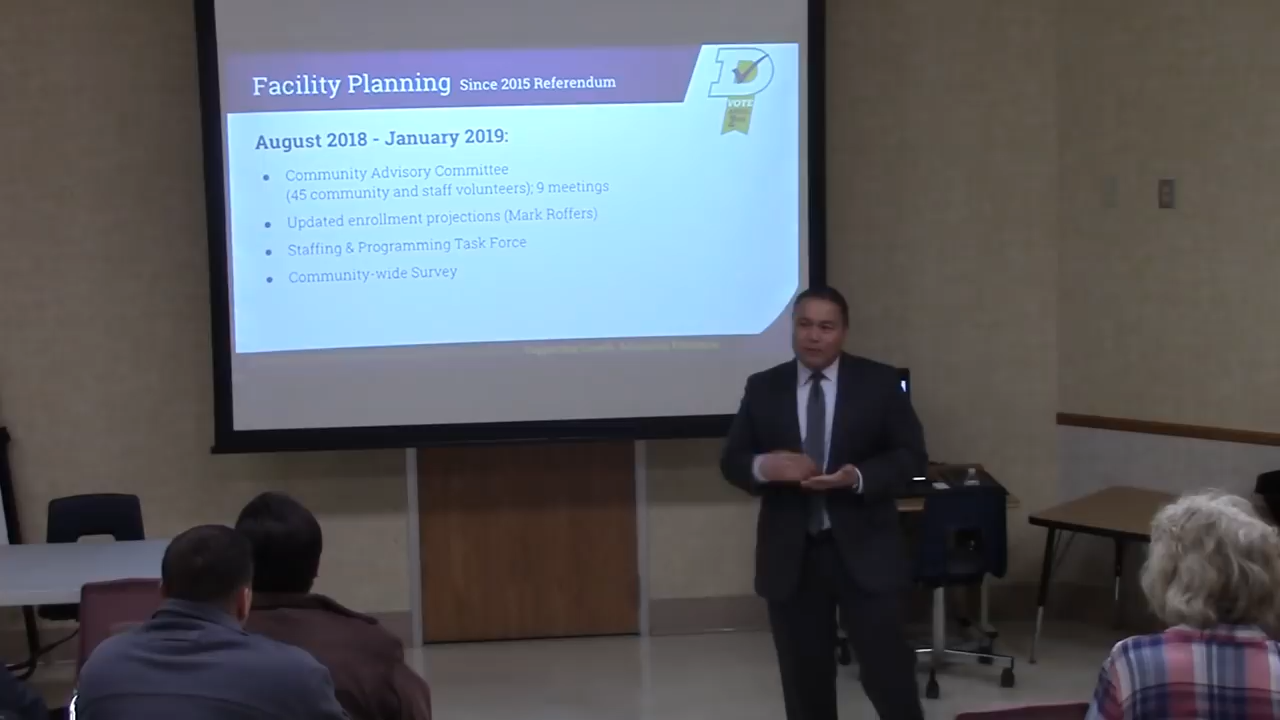 Facility Planning Since 2015 Referendum
VOTE
August 2018 - January 2019:
● Community Advisory Committee
(45 community and staff volunteers); 9 meetings
● Updated enrollment projections (Mark Roffers)
● Staffing & Programming Task Force
● Community-wide Survey